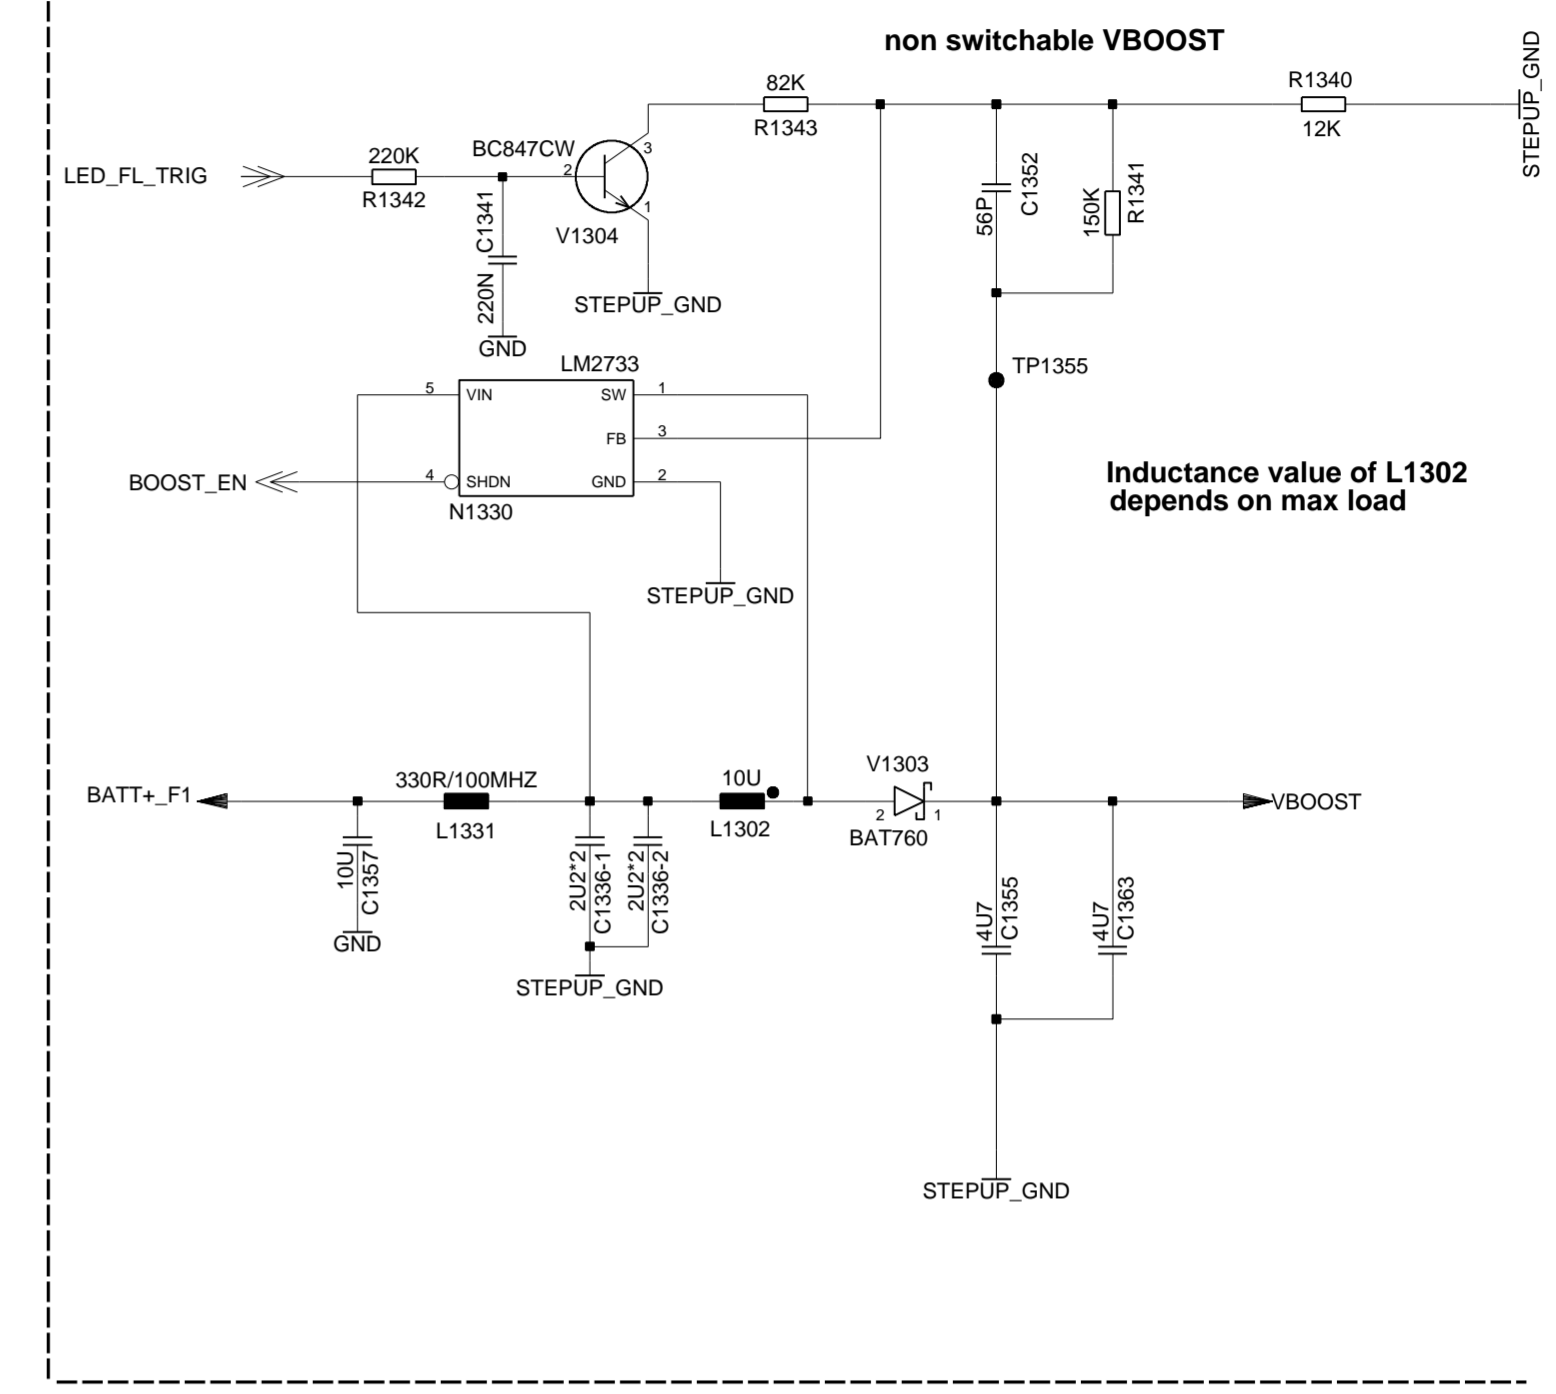 non switchable VBOOST
STEPUP_GND
82K
R1343
R1340
12K
BC847CW
3
2
1
V1304
LED_FL_TRIG
220K
R1342
C1341
220N
GND
STEPUP_GND
56P
C1352
150K
R1341
TP1355
LM2733
5
VIN
SW
1
FB
3
BOOST_EN
4
SHDN
GND
2
N1330
STEPUP_GND
Inductance value of L1302
depends on max load
BATT+_F1
330R/100MHZ
L1331
10U
L1302
V1303
2
1
BAT760
VBOOST
10U
C1357
GND
2U2*2
C1336-1
2U2*2
C1336-2
STEPUP_GND
4U7
C1355
4U7
C1363
STEPUP_GND